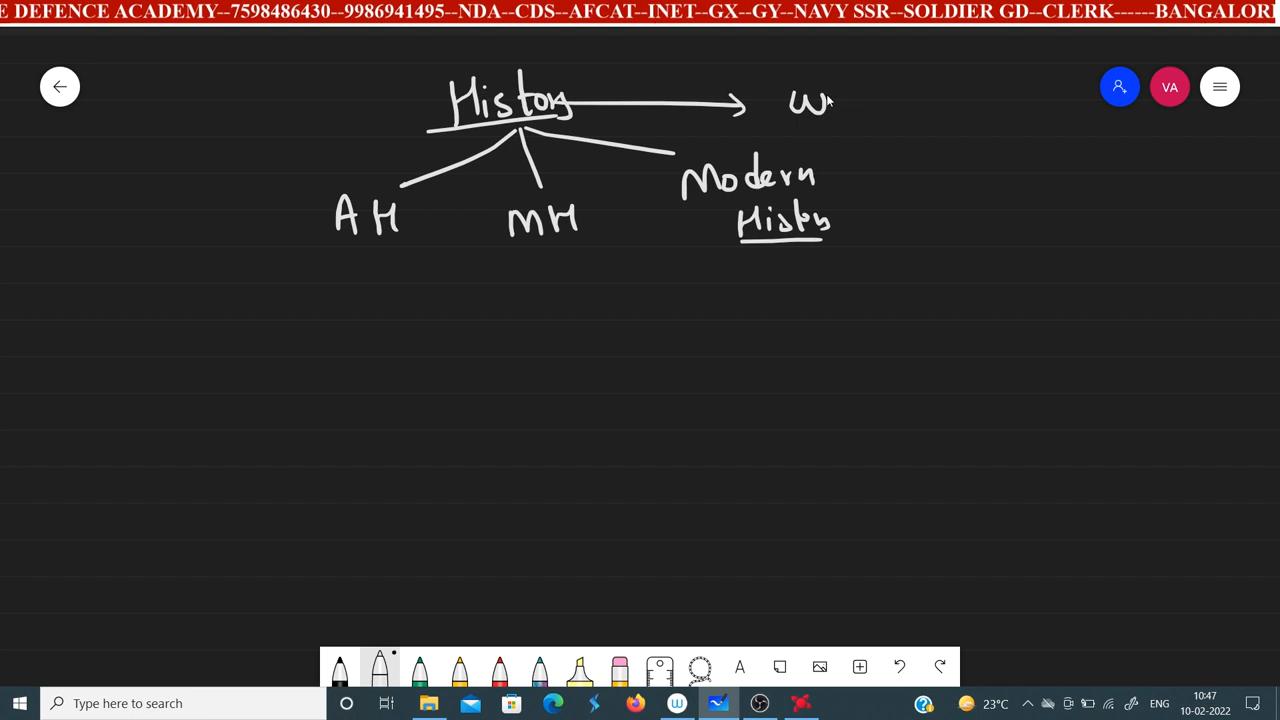 E DEFENCE ACADEMY--7598486430--9986941495--NDA--CDS--AFCAT--INET--GX--GY--NAVY SSR--SOLDIER GD--CLERK------BANGALORE
History → W
VA
AH MH Modern
History
A
Type here to search
W
23°C ENG 10:47
10-02-2022